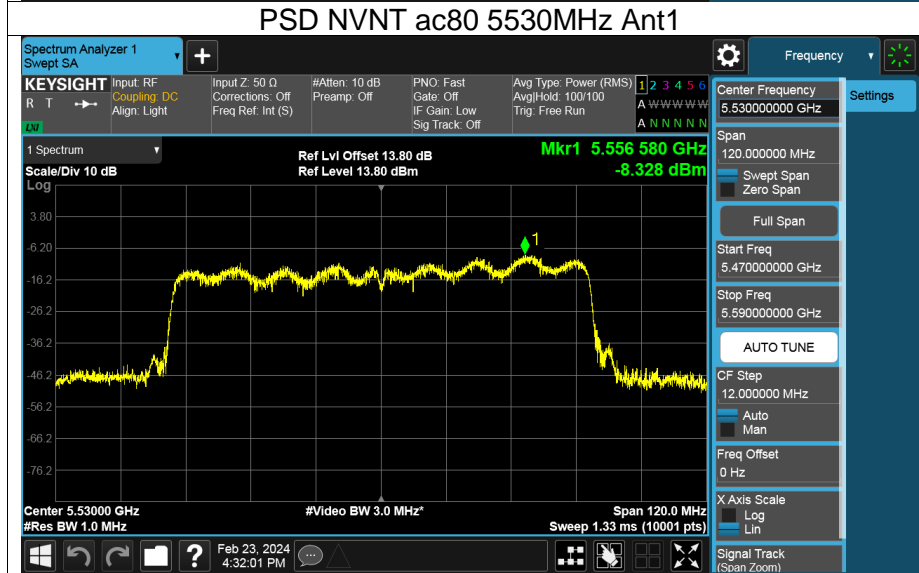 PSD NVNT ac80 5530MHz Ant1
Spectrum Analyzer 1
Swept SA
+
Frequency
KEYSIGHT
R T
LXI
Input: RF
Coupling: DC
Align: Light
Input Z: 50 Ω
Corrections: Off
Freq Ref: Int (S)
#Atten: 10 dB
Preamp: Off
PNO: Fast
Gate: Off
IF Gain: Low
Sig Track: Off
Avg Type: Power (RMS)
Avg|Hold: 100/100
Trig: Free Run
1 2 3 4 5 6
A W W W W W
A N N N N N
Settings
Center Frequency
5.530000000 GHz
Span
120.000000 MHz
Swept Span
Zero Span
Full Span
Start Freq
5.470000000 GHz
Stop Freq
5.590000000 GHz
AUTO TUNE
CF Step
12.000000 MHz
Auto
Man
Freq Offset
0 Hz
X Axis Scale
Log
Lin
Signal Track
(Span Zoom)
1 Spectrum
Scale/Div 10 dB
Log
Ref Lvl Offset 13.80 dB
Ref Level 13.80 dBm
Mkr1 5.556 580 GHz
-8.328 dBm
3.80
-6.20
-16.2
-26.2
-36.2
-46.2
-56.2
-66.2
-76.2
1
Center 5.53000 GHz
#Res BW 1.0 MHz
#Video BW 3.0 MHz*
Span 120.0 MHz
Sweep 1.33 ms (10001 pts)
?
Feb 23, 2024
4:32:01 PM